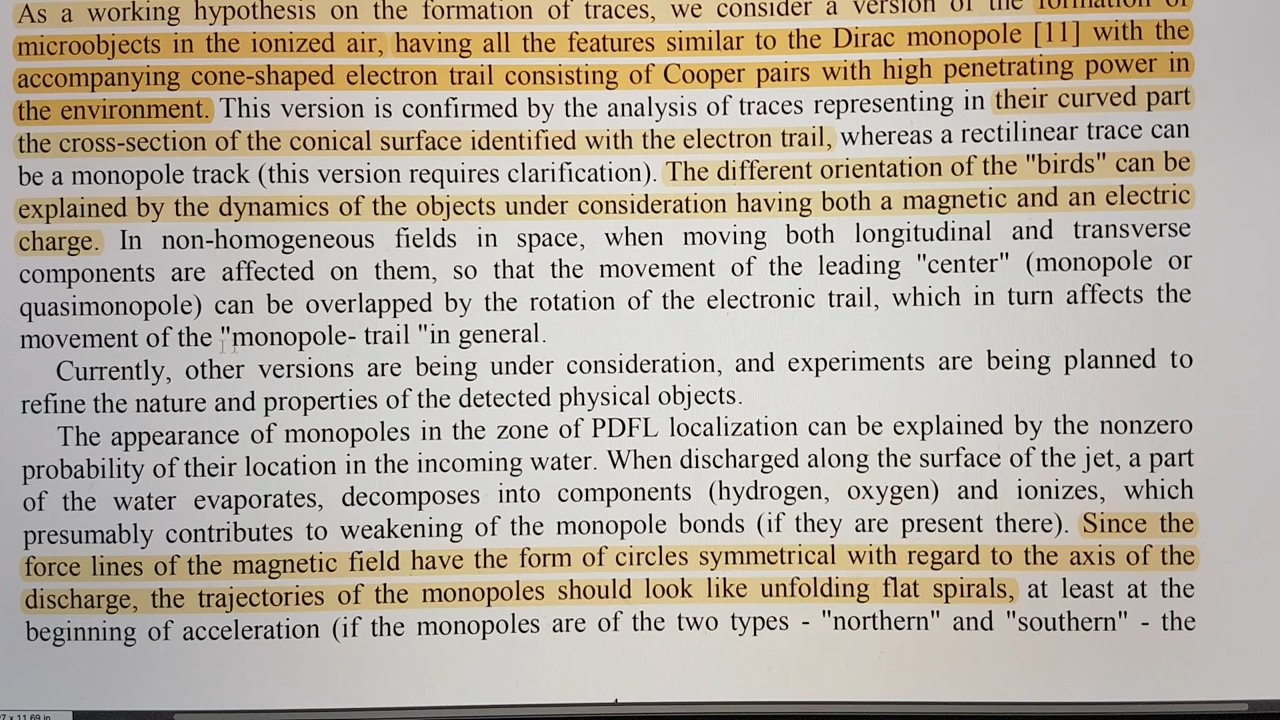 As a working hypothesis on the formation of traces, we consider a version of the formation of
microobjects in the ionized air, having all the features similar to the Dirac monopole [11] with the
accompanying cone-shaped electron trail consisting of Cooper pairs with high penetrating power in
the environment. This version is confirmed by the analysis of traces representing in their curved part
the cross-section of the conical surface identified with the electron trail, whereas a rectilinear trace can
be a monopole track (this version requires clarification). The different orientation of the "birds" can be
explained by the dynamics of the objects under consideration having both a magnetic and an electric
charge. In non-homogeneous fields in space, when moving both longitudinal and transverse
components are affected on them, so that the movement of the leading "center" (monopole or
quasimonopole) can be overlapped by the rotation of the electronic trail, which in turn affects the
movement of the "monopole- trail "in general.
Currently, other versions are being under consideration, and experiments are being planned to
refine the nature and properties of the detected physical objects.
The appearance of monopoles in the zone of PDFL localization can be explained by the nonzero
probability of their location in the incoming water. When discharged along the surface of the jet, a part
of the water evaporates, decomposes into components (hydrogen, oxygen) and ionizes, which
presumably contributes to weakening of the monopole bonds (if they are present there). Since the
force lines of the magnetic field have the form of circles symmetrical with regard to the axis of the
discharge, the trajectories of the monopoles should look like unfolding flat spirals, at least at the
beginning of acceleration (if the monopoles are of the two types - "northern" and "southern" - the
7 x 11.69 in